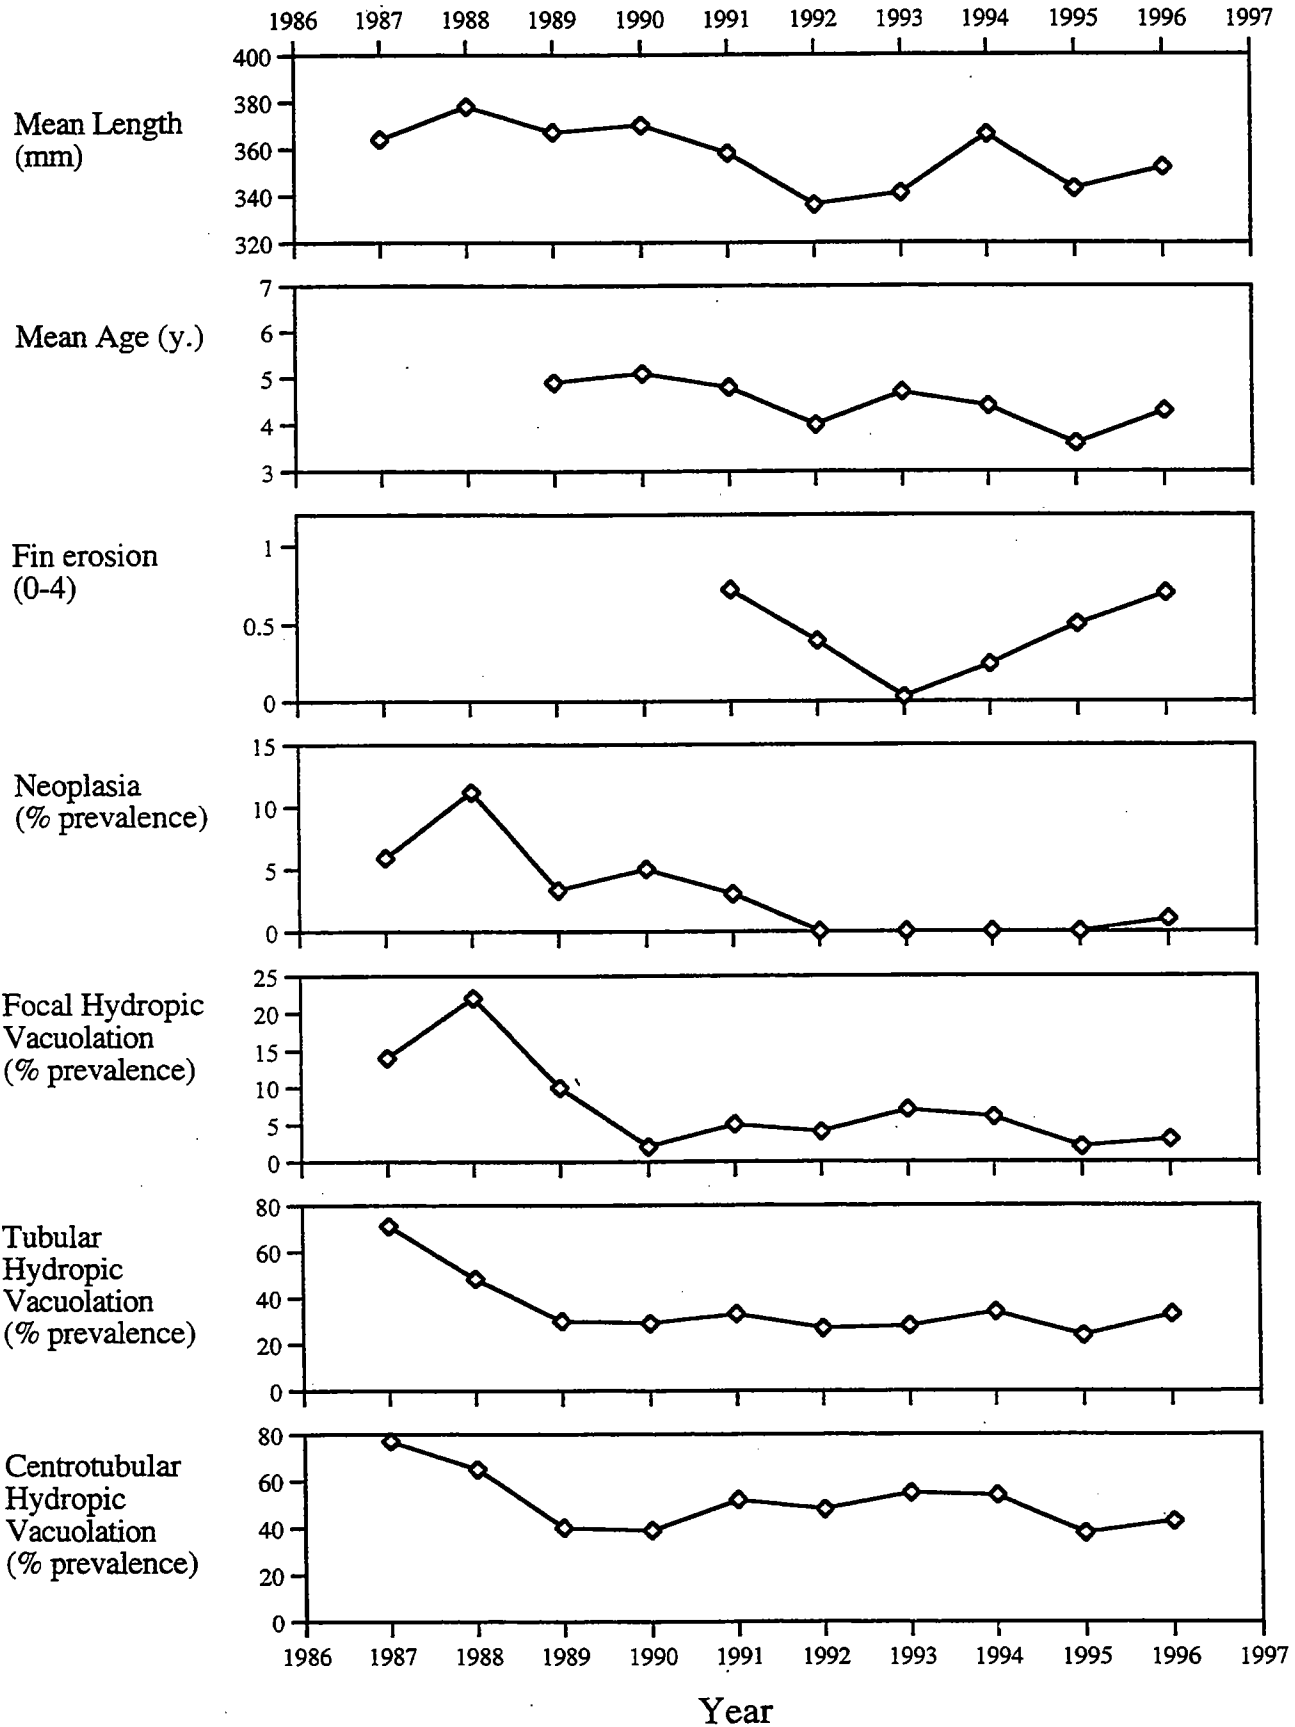 1986 1987 1988 1989 1990 1991 1992 1993 1994 1995 1996 1997
400
380
Mean Length
(mm)
360
340
320
7
Mean Age (y.)
6
5
4
3
Fin erosion
(0-4)
1
0.5
0
15
Neoplasia
(% prevalence)
10
5
0
25
Focal Hydropic
Vacuolation
(% prevalence)
20
15
10
5
0
80
Tubular
Hydropic
Vacuolation
(% prevalence)
60
40
20
0
80
Centrotubular
Hydropic
Vacuolation
(% prevalence)
60
40
20
0
1986 1987 1988 1989 1990 1991 1992 1993 1994 1995 1996 1997
Year